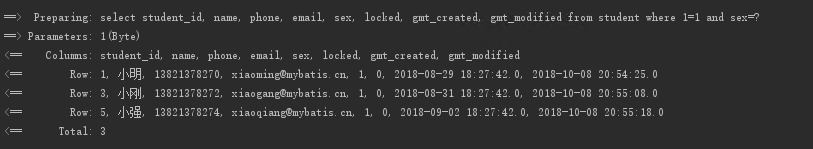 ==>  Preparing: select student_id, name, phone, email, sex, locked, gmt_created, gmt_modified from student where 1=1 and sex=?
==> Parameters: 1(Byte)
<==    Columns: student_id, name, phone, email, sex, locked, gmt_created, gmt_modified
<==        Row: 1, 小明, 13821378270, xiaoming@mybatis.cn, 1, 0, 2018-08-29 18:27:42.0, 2018-10-08 20:54:25.0
<==        Row: 3, 小刚, 13821378272, xiaogang@mybatis.cn, 1, 0, 2018-08-31 18:27:42.0, 2018-10-08 20:55:08.0
<==        Row: 5, 小强, 13821378274, xiaoqiang@mybatis.cn, 1, 0, 2018-09-02 18:27:42.0, 2018-10-08 20:55:18.0
<==      Total: 3